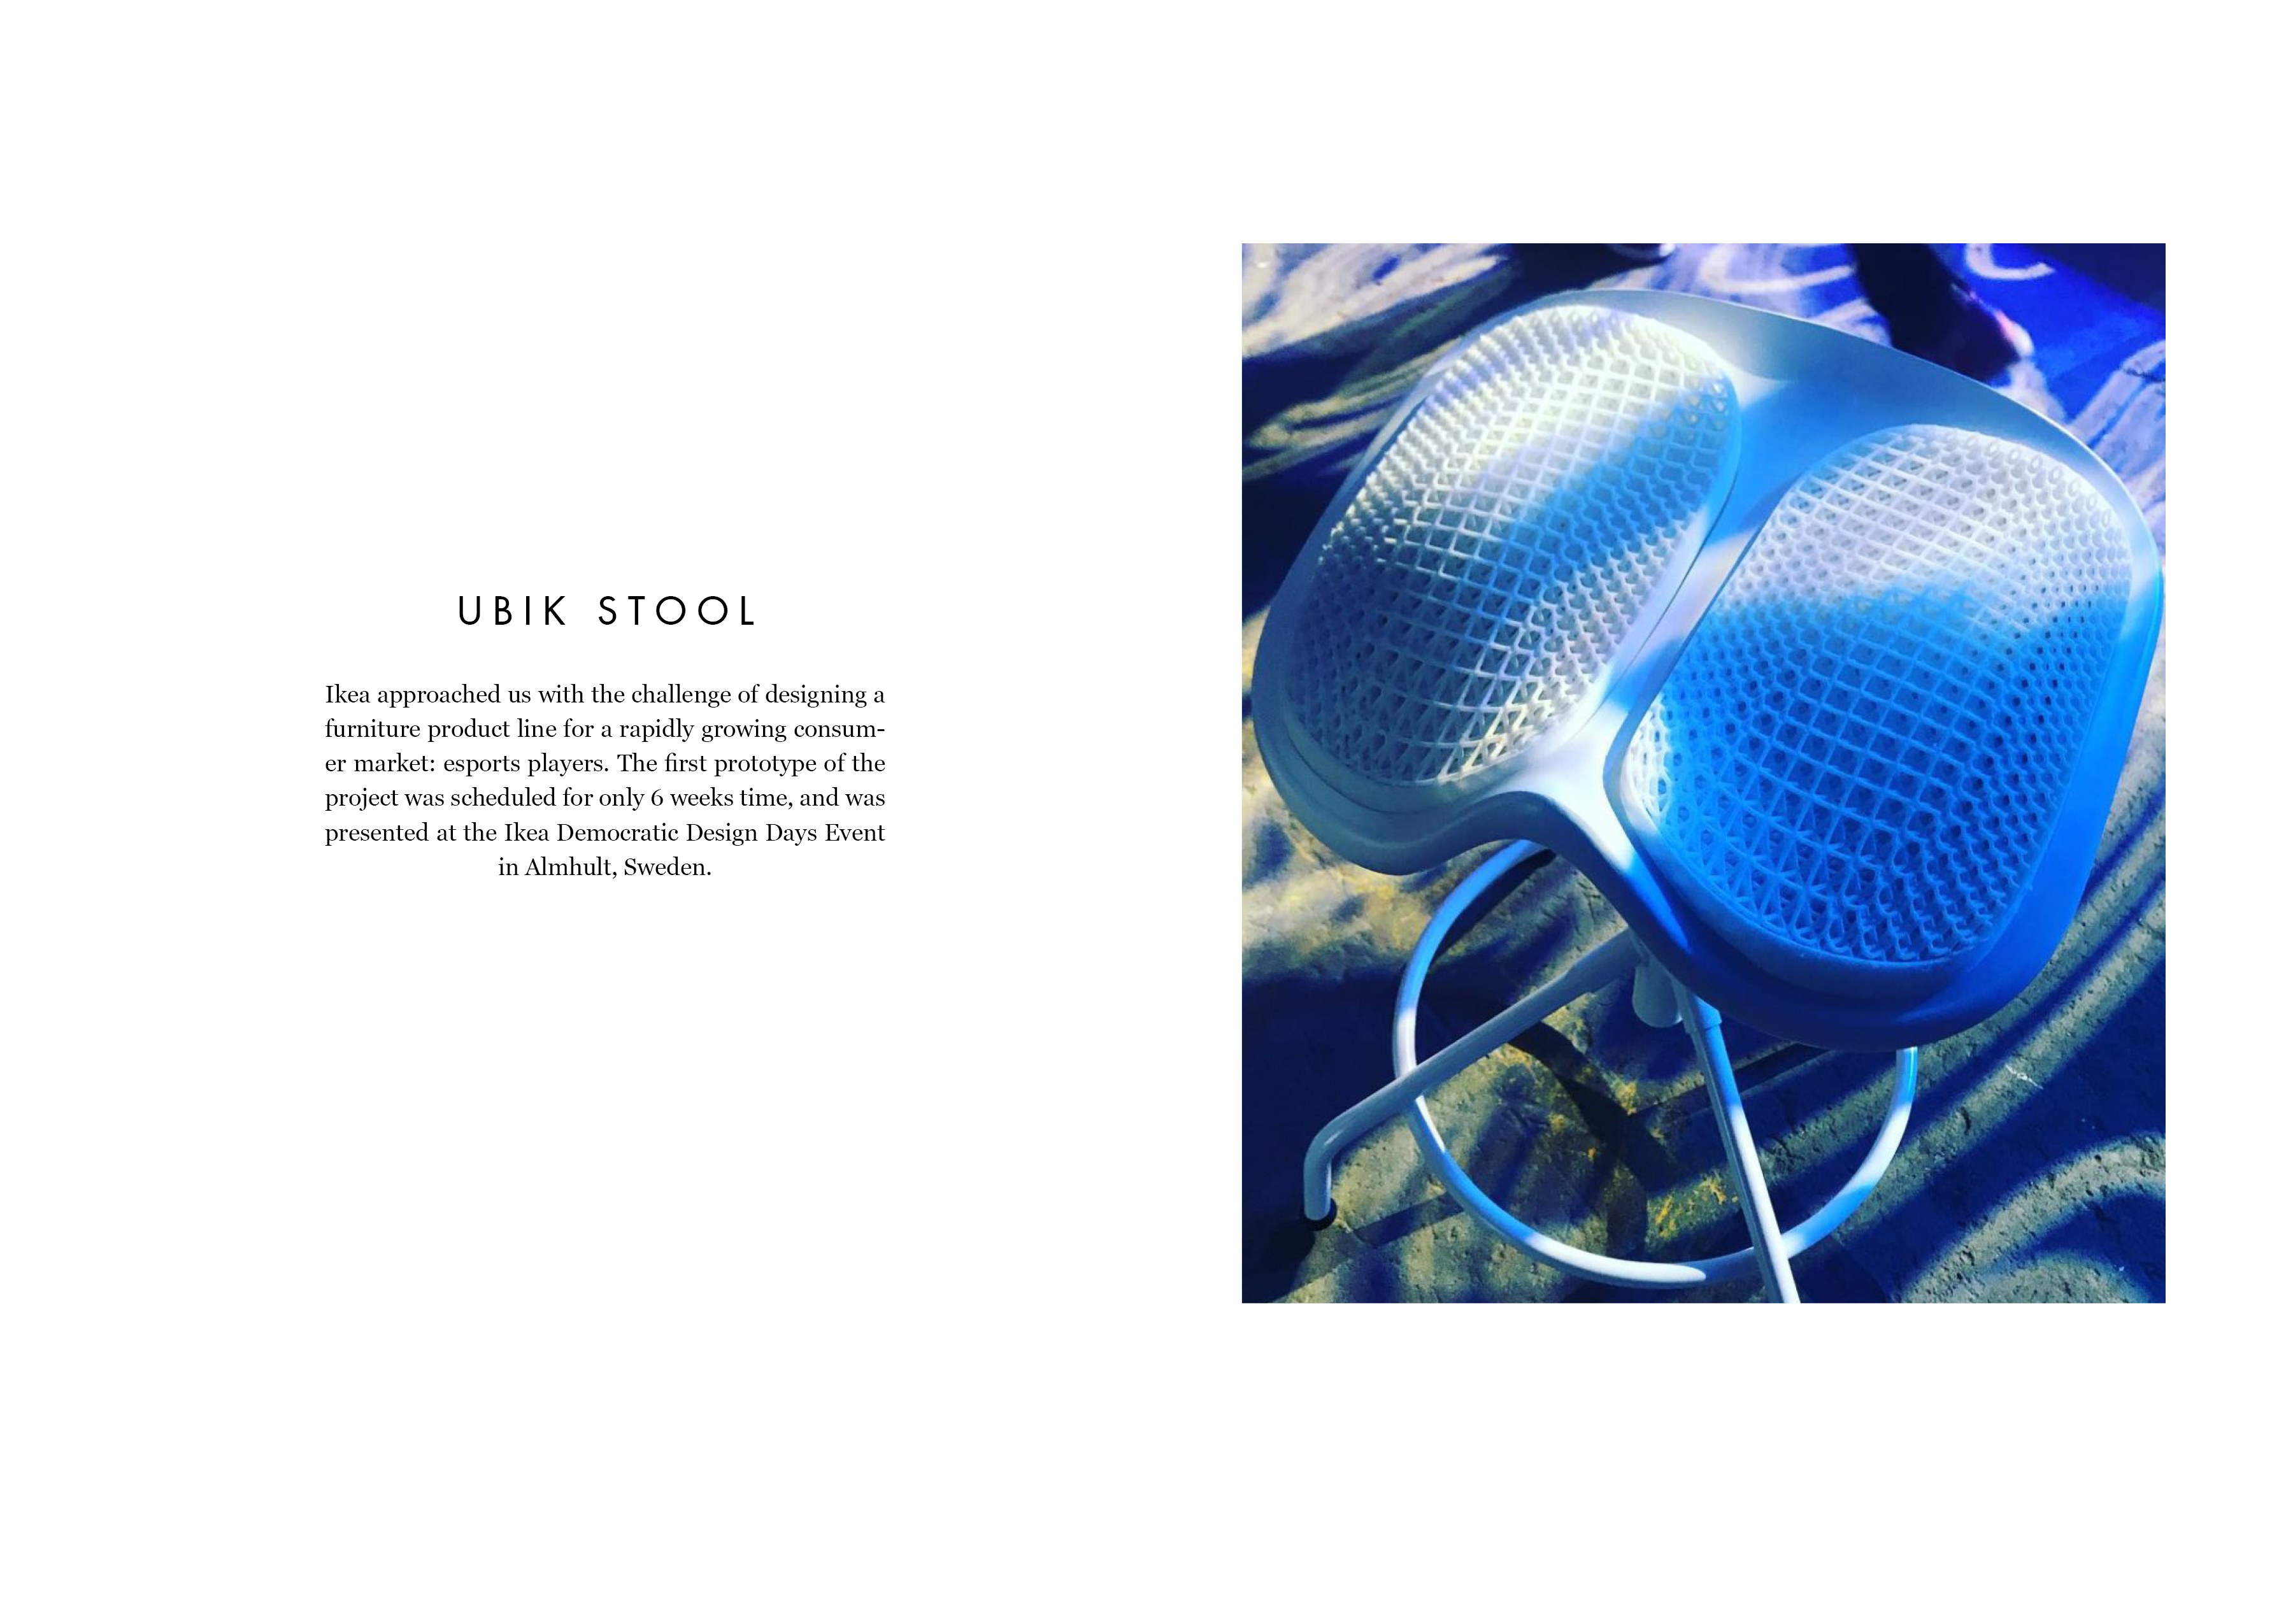 UBIK STOOL
Ikea approached us with the challenge of designing a
furniture product line for a rapidly growing consum-
er market: esports players. The first prototype of the
project was scheduled for only 6 weeks time, and was
presented at the Ikea Democratic Design Days Event
in Almhult, Sweden.